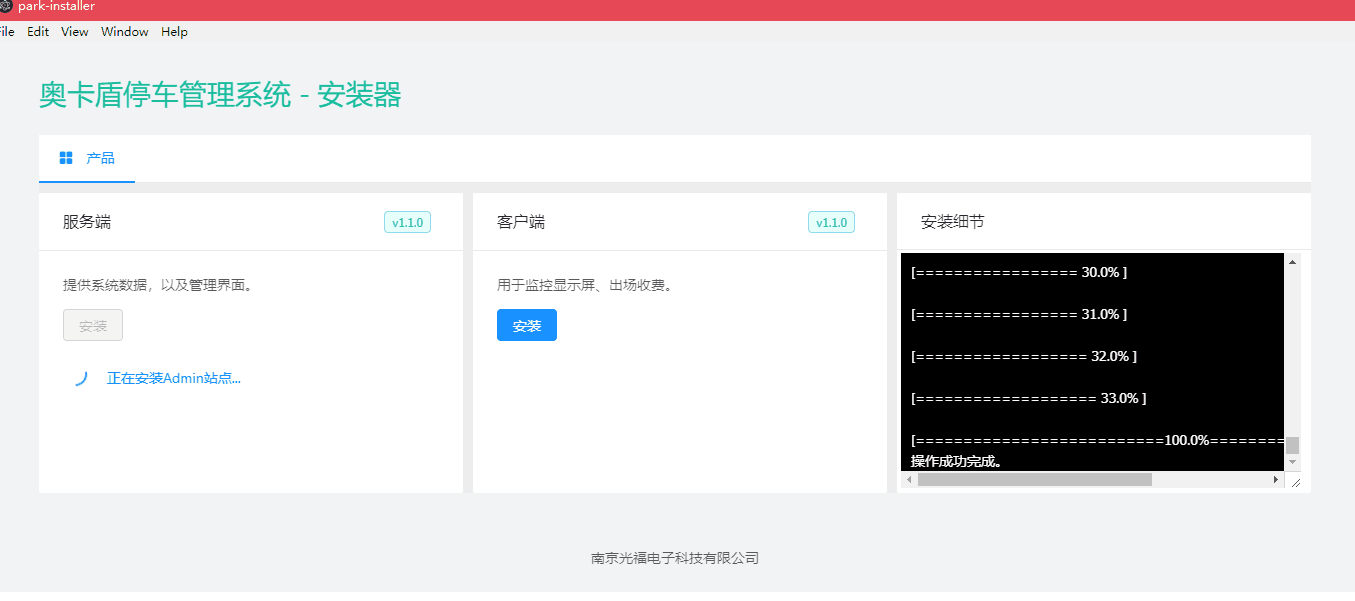 park-installer
File Edit View Window Help
奥卡盾停车管理系统 - 安装器
产品
服务端 v1.1.0
提供系统数据，以及管理界面。
安装
正在安装Admin站点...
客户端 v1.1.0
用于监控显示屏、出场收费。
安装
安装细节
[================= 30.0% ]
[================= 31.0% ]
[================== 32.0% ]
[=================== 33.0% ]
[==========================100.0%========
操作成功完成。
南京光福电子科技有限公司